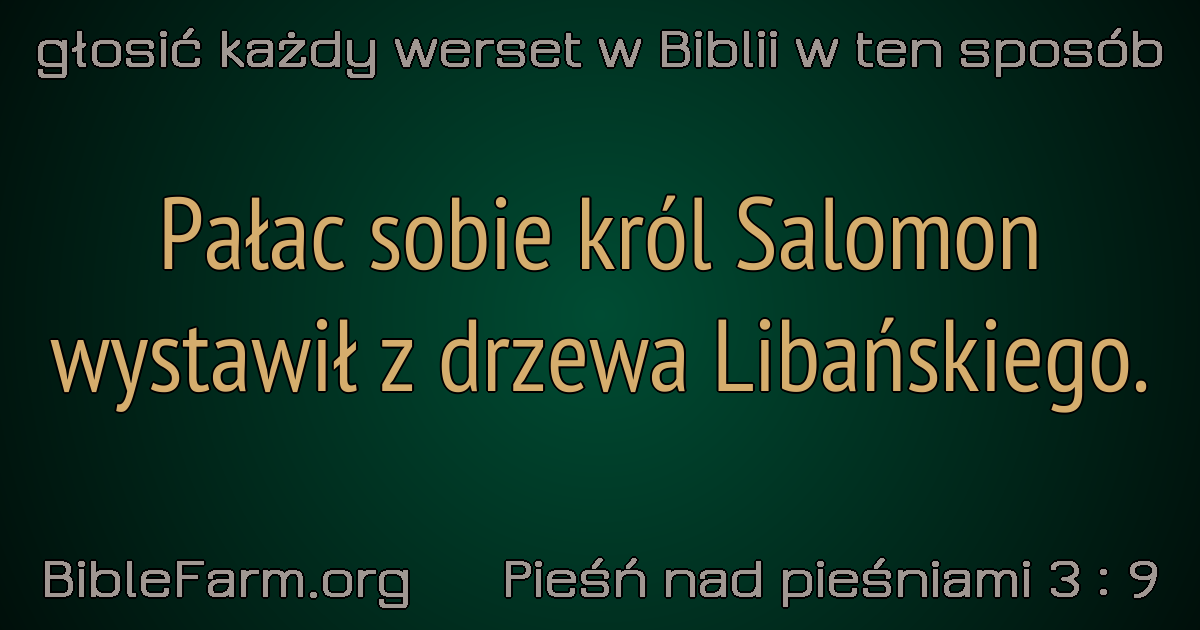 głosić każdy werset w Biblii w ten sposób
Pałac sobie król Salomon
wystawił z drzewa Libańskiego.
BibleFarm.org Pieśń nad pieśniami 3 : 9